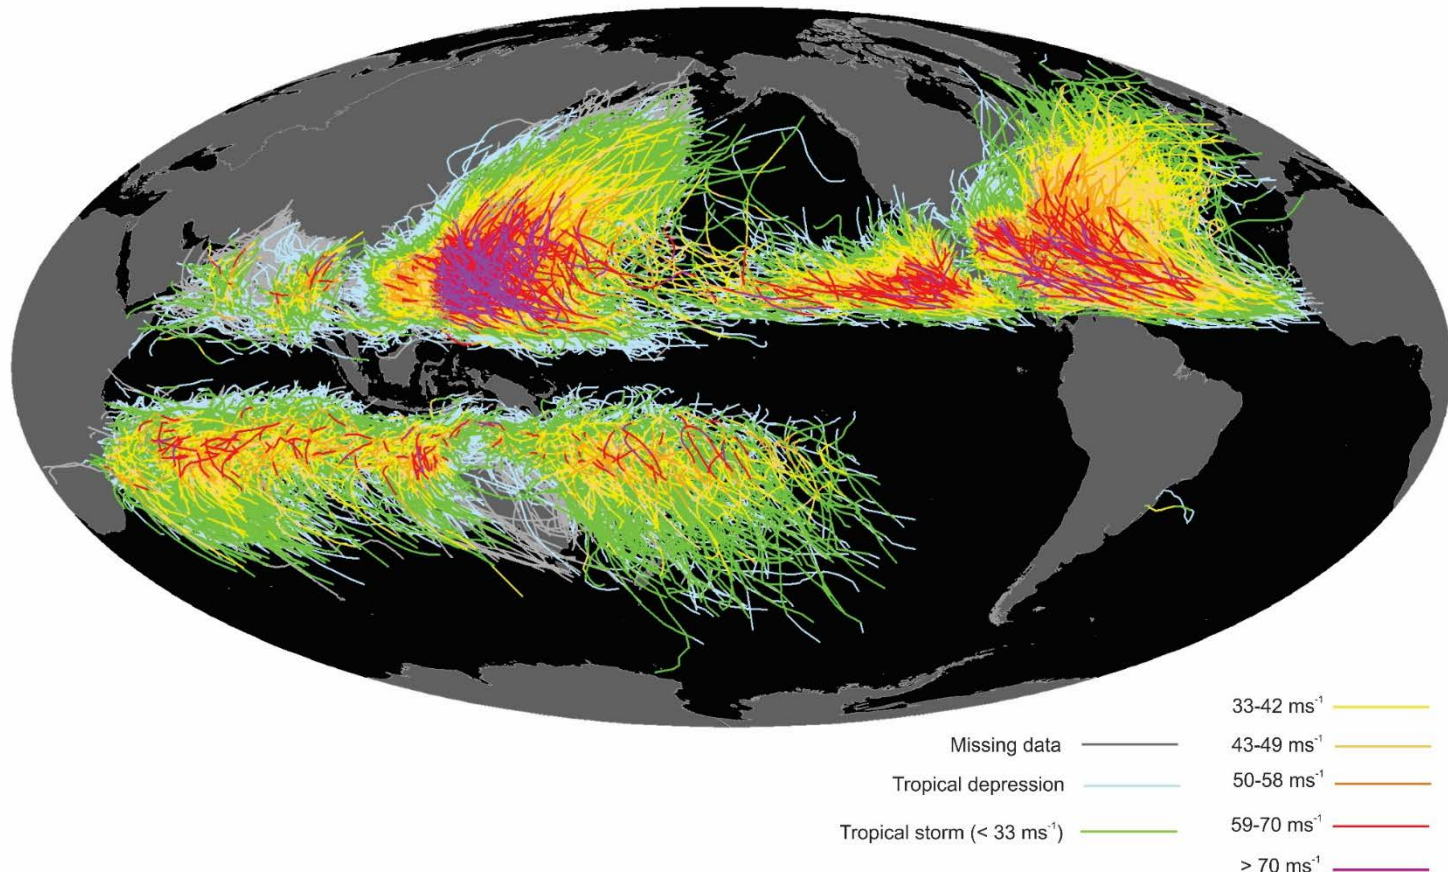 33-42 ms⁻¹
Missing data 43-49 ms⁻¹
Tropical depression 50-58 ms⁻¹
Tropical storm (< 33 ms⁻¹) 59-70 ms⁻¹
> 70 ms⁻¹